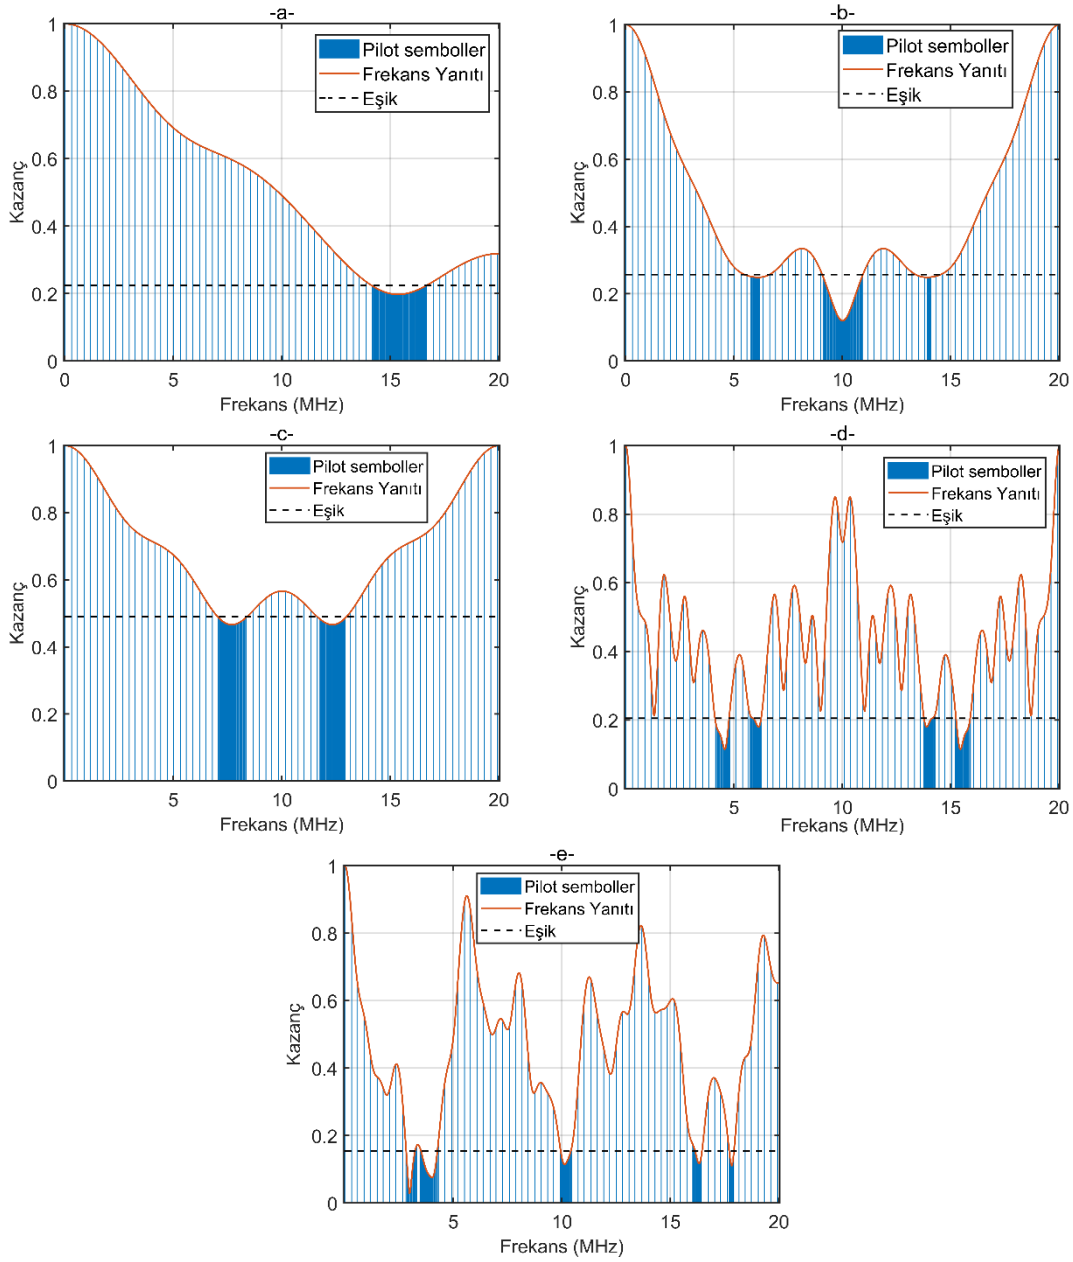 -a-
Pilot semboller
Frekans Yanıtı
Eşik
1
0.8
0.6
0.4
0.2
0
Kazanç
0 5 10 15 20
Frekans (MHz)
-b-
Pilot semboller
Frekans Yanıtı
Eşik
1
0.8
0.6
0.4
0.2
0
Kazanç
0 5 10 15 20
Frekans (MHz)
-c-
Pilot semboller
Frekans Yanıtı
Eşik
1
0.8
0.6
0.4
0.2
0
Kazanç
5 10 15 20
Frekans (MHz)
-d-
Pilot semboller
Frekans Yanıtı
Eşik
1
0.8
0.6
0.4
0.2
0
Kazanç
5 10 15 20
Frekans (MHz)
-e-
Pilot semboller
Frekans Yanıtı
Eşik
1
0.8
0.6
0.4
0.2
0
Kazanç
5 10 15 20
Frekans (MHz)